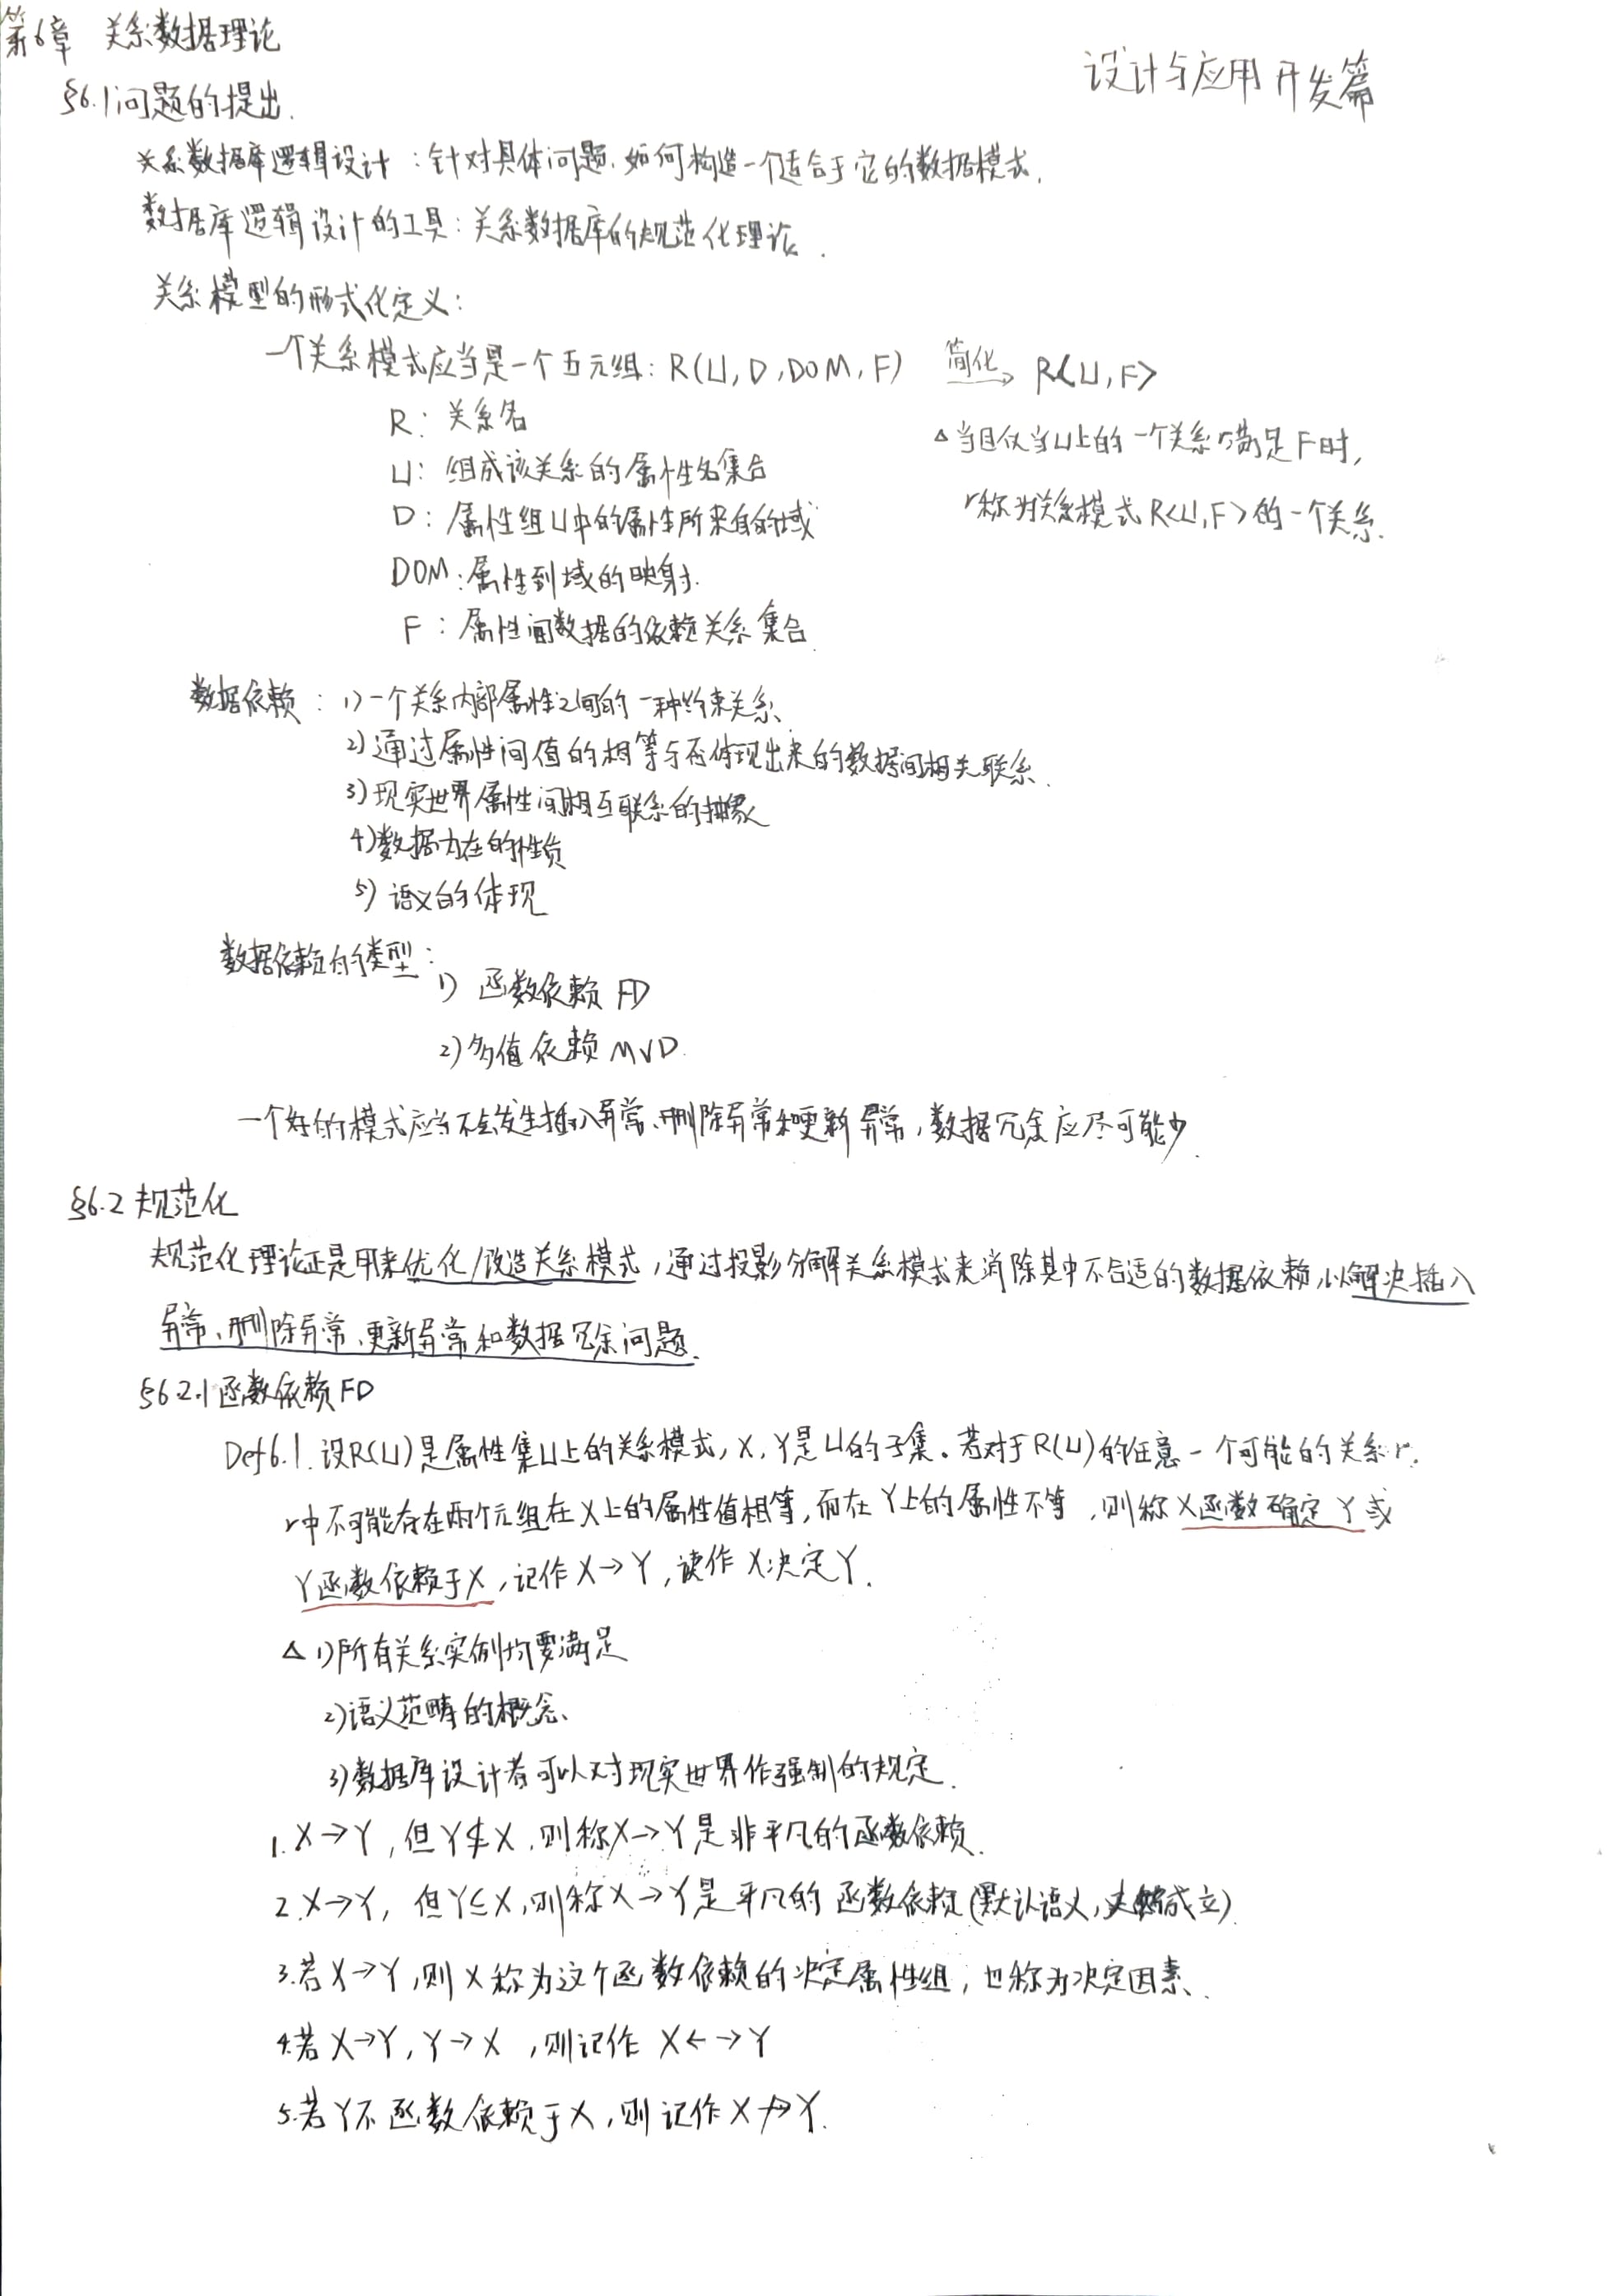 第6章 关系数据理论
设计与应用开发篇
§6.1 问题的提出.
关系数据库逻辑设计：针对具体问题,如何构造一个适合于它的数据模式.
数据库逻辑设计的工具：关系数据库的规范化理论.
关系模型的形式化定义：
一个关系模式应当是一个五元组：R(U,D,DOM,F) 简化→ R<U,F>
R：关系名
U：组成该关系的属性名集合
D：属性组U中的属性所来自的域
DOM：属性到域的映射.
F：属性间数据的依赖关系集合.
△当且仅当U上的一个关系r满足F时,
r称为关系模式R<U,F>的一个关系.
数据依赖：1)一个关系内部属性之间的一种约束关系.
2)通过属性间值的相等与否体现出来的数据间相关联系.
3)现实世界属性间相互联系的抽象
4)数据内在的性质
5)语义的体现
数据依赖的类型：
1) 函数依赖 FD
2)多值依赖 MVD.
一个好的模式应当不会发生插入异常、删除异常和更新异常,数据冗余应尽可能少.
§6.2 规范化
规范化理论正是用来优化/改造关系模式,通过投影分解关系模式来消除其中不合适的数据依赖,以解决插入
异常、删除异常、更新异常和数据冗余问题.
§6.2.1 函数依赖FD
Def6.1.设R(U)是属性集U上的关系模式,X,Y是U的子集。若对于R(U)的任意一个可能的关系r.
r中不可能存在两个元组在X上的属性值相等,而在Y上的属性不等,则称X函数确定Y或
Y函数依赖于X,记作X→Y,读作X决定Y.
△ 1)所有关系实例均要满足
2)语义范畴的概念.
3)数据库设计者可以对现实世界作强制的规定.
1.X→Y,但Y⊈X,则称X→Y是非平凡的函数依赖.
2.X→Y,但Y⊆X,则称X→Y是平凡的函数依赖(默认语义,必然成立).
3.若X→Y,则X称为这个函数依赖的决定属性组,也称为决定因素.
4.若X→Y,Y→X,则记作 X←→Y
5.若Y不函数依赖于X,则记作X↛Y.